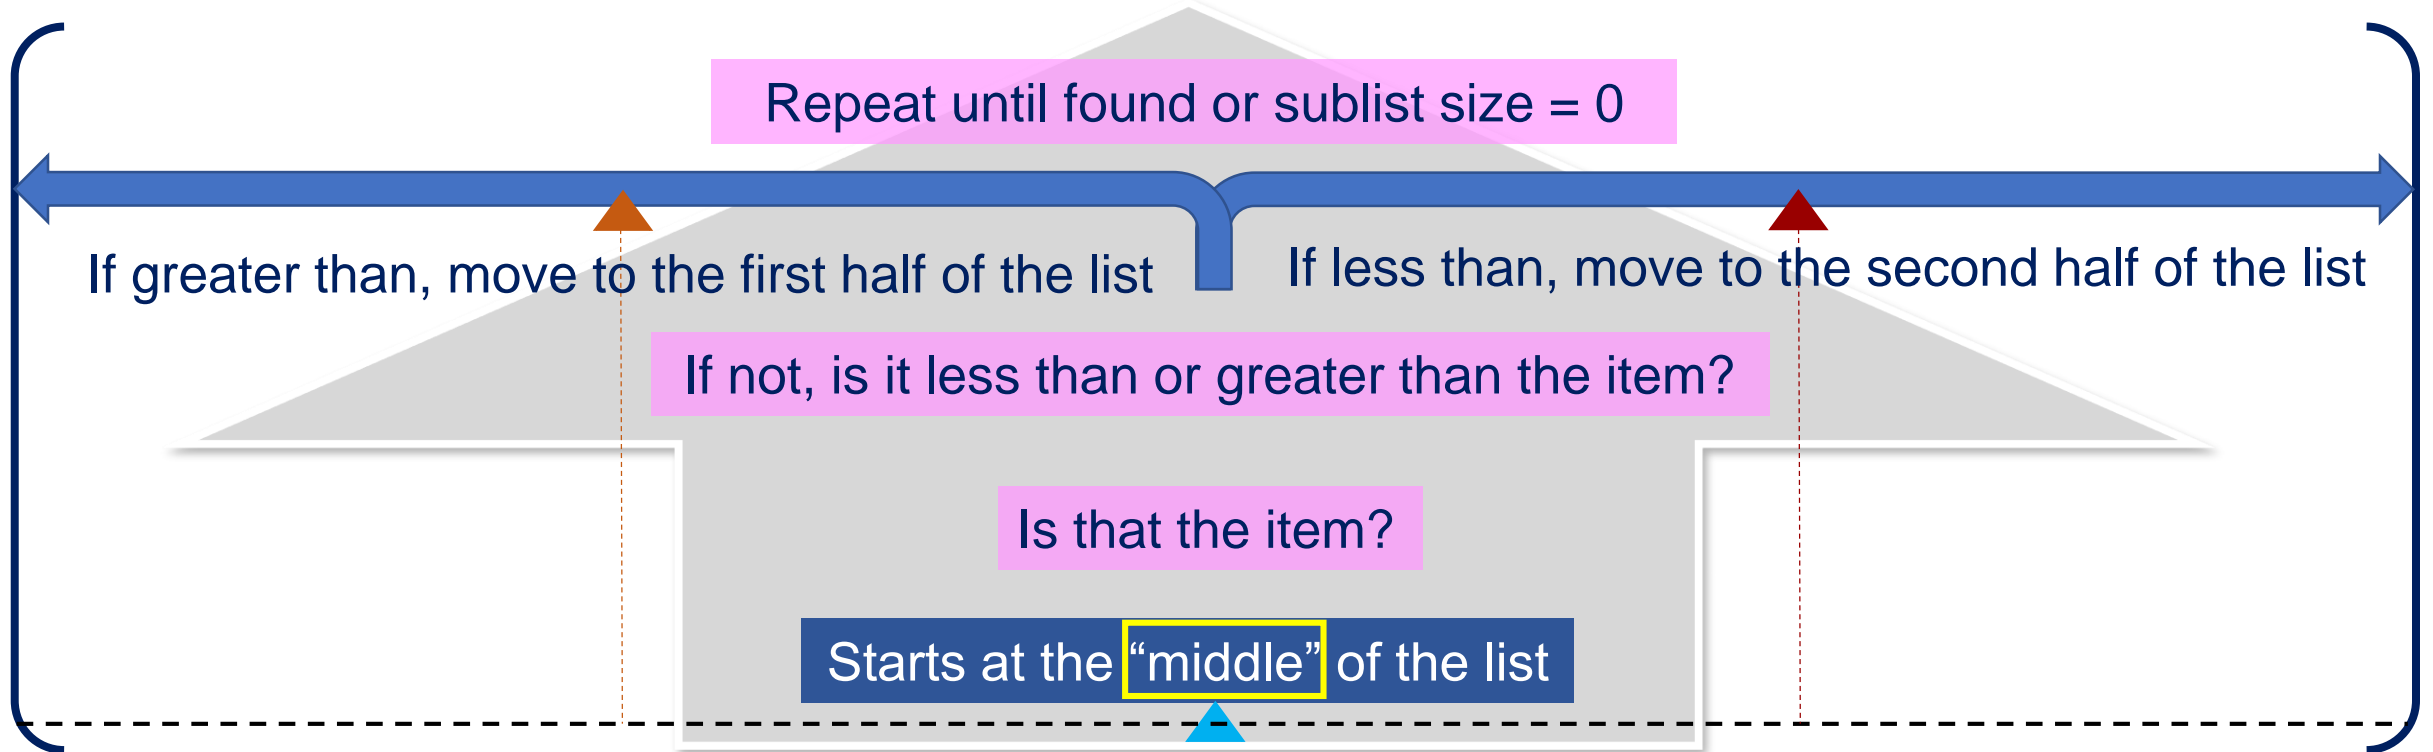 Repeat until found or sublist size = 0
If greater than, move to the first half of the list
If less than, move to the second half of the list
If not, is it less than or greater than the item?
Is that the item?
Starts at the “middle” of the list